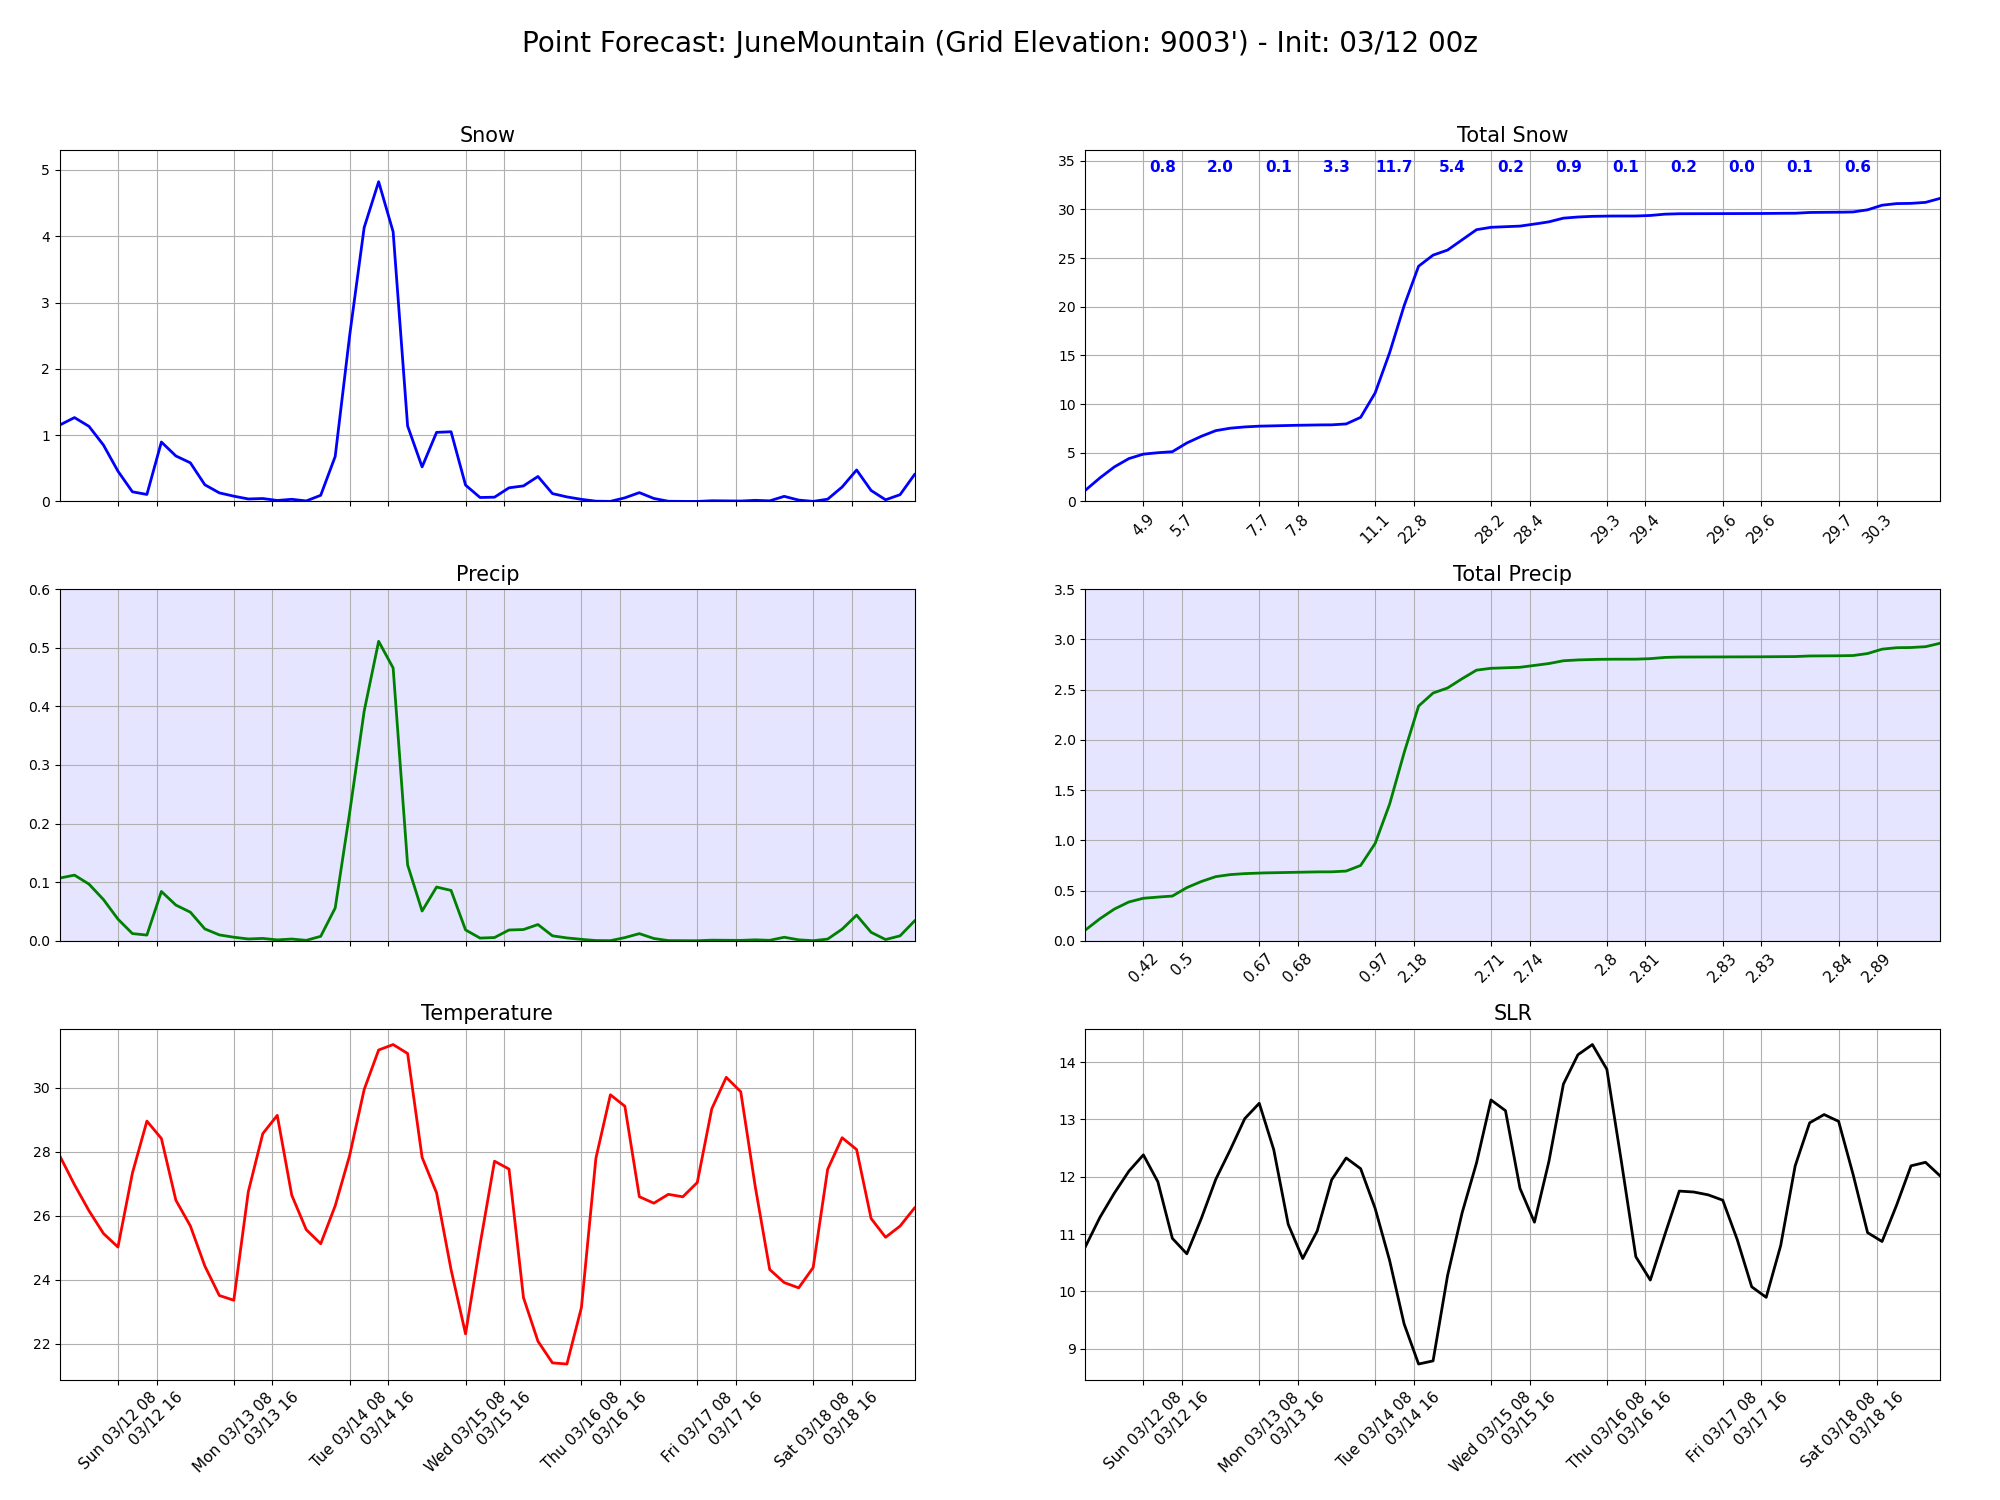 Point Forecast: JuneMountain (Grid Elevation: 9003') - Init: 03/12 00z
Snow
5
4
3
2
1
0
Total Snow
0.8 2.0 0.1 3.3 11.7 5.4 0.2 0.9 0.1 0.2 0.0 0.1 0.6
35
30
25
20
15
10
5
0
4.9 5.7 7.7 7.8 11.1 22.8 28.2 28.4 29.3 29.4 29.6 29.6 29.7 30.3
Precip
0.6
0.5
0.4
0.3
0.2
0.1
0.0
Total Precip
3.5
3.0
2.5
2.0
1.5
1.0
0.5
0.0
0.42 0.5 0.67 0.68 0.97 2.18 2.71 2.74 2.8 2.81 2.83 2.83 2.84 2.89
Temperature
30
28
26
24
22
Sun 03/12 08
03/12 16
Mon 03/13 08
03/13 16
Tue 03/14 08
03/14 16
Wed 03/15 08
03/15 16
Thu 03/16 08
03/16 16
Fri 03/17 08
03/17 16
Sat 03/18 08
03/18 16
SLR
14
13
12
11
10
9
Sun 03/12 08
03/12 16
Mon 03/13 08
03/13 16
Tue 03/14 08
03/14 16
Wed 03/15 08
03/15 16
Thu 03/16 08
03/16 16
Fri 03/17 08
03/17 16
Sat 03/18 08
03/18 16